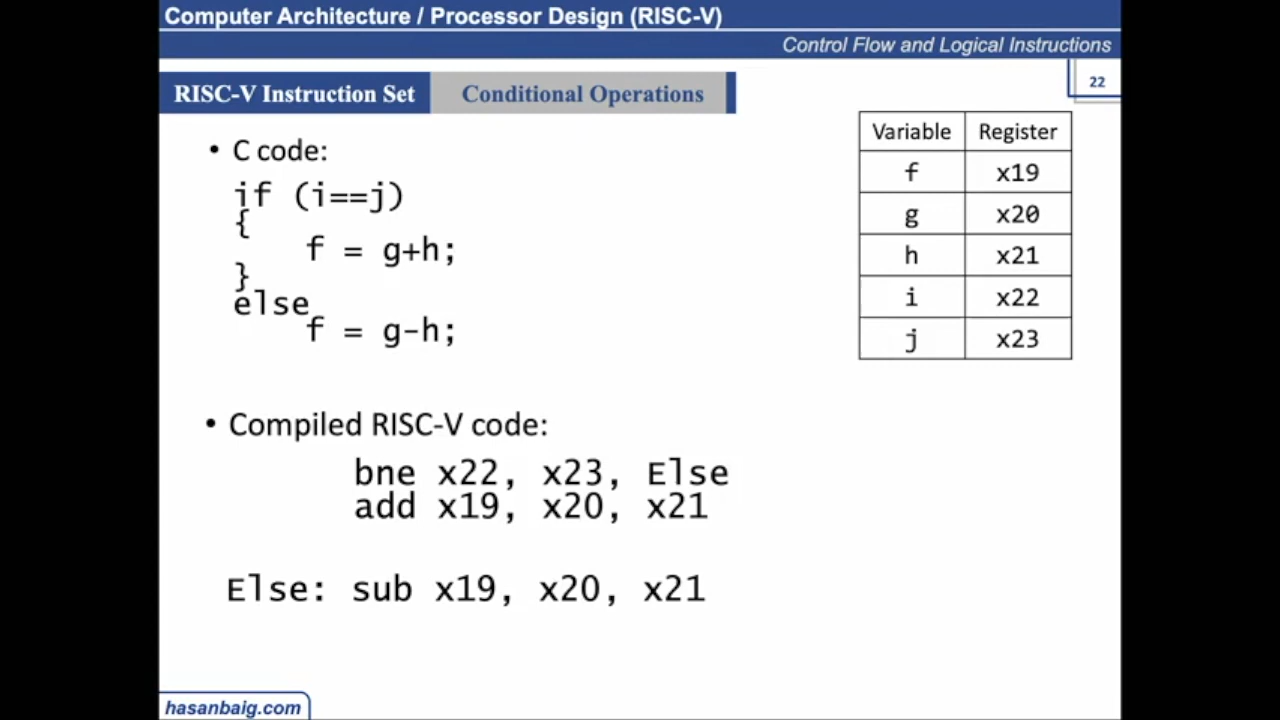 Computer Architecture / Processor Design (RISC-V)
Control Flow and Logical Instructions
RISC-V Instruction Set
Conditional Operations
22
• C code:
if (i==j)
{
f = g+h;
}
else
f = g-h;
Variable Register
f x19
g x20
h x21
i x22
j x23
• Compiled RISC-V code:
bne x22, x23, Else
add x19, x20, x21
Else: sub x19, x20, x21
hasanbaig.com